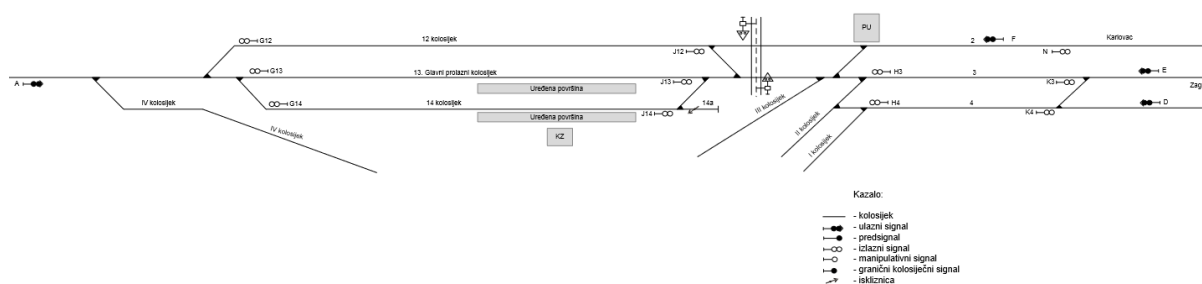 G12
12 kolosijek
J12
PU
2
F
N
Karlovac
A
G13
13. Glavni prolazni kolosijek
J13
H3
3
K3
E
Zag
Uređena površina
IV kolosijek
IV kolosijek
G14
14 kolosijek
J14
14a
Uređena površina
KZ
III kolosijek
II kolosijek
I kolosijek
H4
4
K4
D
Kazalo:
- kolosijek
- ulazni signal
- predsignal
- izlazni signal
- manipulativni signal
- granični kolosiječni signal
- iskliznica